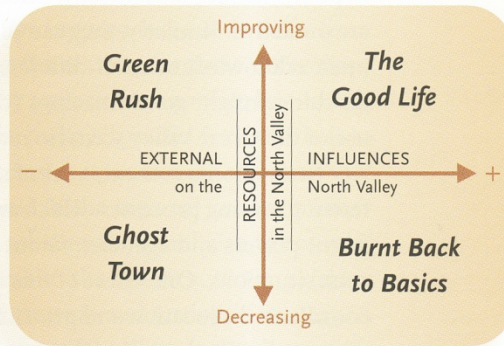 Improving
Green
Rush
The
Good Life
EXTERNAL
on the
RESOURCES
in the North Valley
INFLUENCES
North Valley
−
+
Ghost
Town
Burnt Back
to Basics
Decreasing